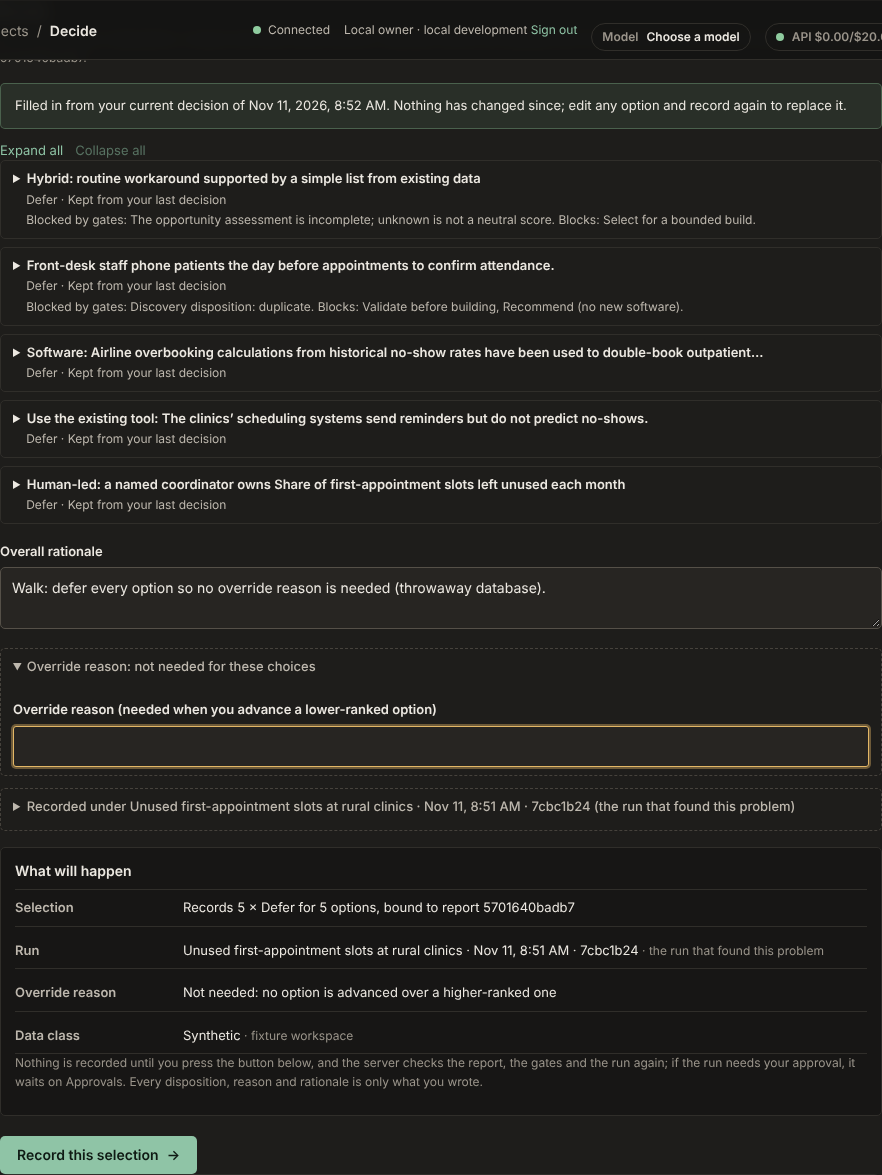 ects / Decide
Connected Local owner · local development Sign out
Model Choose a model
API $0.00/$20.
Filled in from your current decision of Nov 11, 2026, 8:52 AM. Nothing has changed since; edit any option and record again to replace it.
Expand all Collapse all
Hybrid: routine workaround supported by a simple list from existing data
Defer · Kept from your last decision
Blocked by gates: The opportunity assessment is incomplete; unknown is not a neutral score. Blocks: Select for a bounded build.
Front-desk staff phone patients the day before appointments to confirm attendance.
Defer · Kept from your last decision
Blocked by gates: Discovery disposition: duplicate. Blocks: Validate before building, Recommend (no new software).
Software: Airline overbooking calculations from historical no-show rates have been used to double-book outpatient…
Defer · Kept from your last decision
Use the existing tool: The clinics’ scheduling systems send reminders but do not predict no-shows.
Defer · Kept from your last decision
Human-led: a named coordinator owns Share of first-appointment slots left unused each month
Defer · Kept from your last decision
Overall rationale
Walk: defer every option so no override reason is needed (throwaway database).
Override reason: not needed for these choices
Override reason (needed when you advance a lower-ranked option)
Recorded under Unused first-appointment slots at rural clinics · Nov 11, 8:51 AM · 7cbc1b24 (the run that found this problem)
What will happen
Selection Records 5 × Defer for 5 options, bound to report 5701640badb7
Run Unused first-appointment slots at rural clinics · Nov 11, 8:51 AM · 7cbc1b24 · the run that found this problem
Override reason Not needed: no option is advanced over a higher-ranked one
Data class Synthetic · fixture workspace
Nothing is recorded until you press the button below, and the server checks the report, the gates and the run again; if the run needs your approval, it
waits on Approvals. Every disposition, reason and rationale is only what you wrote.
Record this selection →